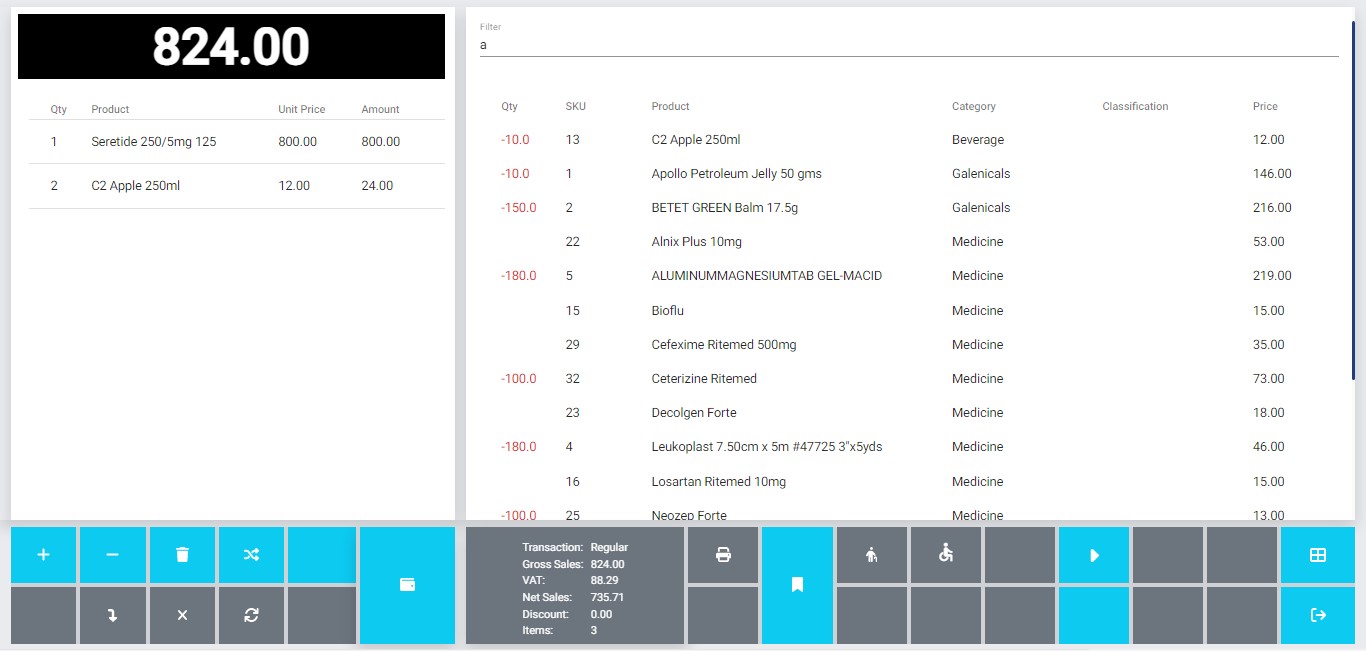 824.00
Qty Product Unit Price Amount
1 Seretide 250/5mg 125 800.00 800.00
2 C2 Apple 250ml 12.00 24.00
Filter
a
Qty SKU Product Category Classification Price
-10.0 13 C2 Apple 250ml Beverage 12.00
-10.0 1 Apollo Petroleum Jelly 50 gms Galenicals 146.00
-150.0 2 BETET GREEN Balm 17.5g Galenicals 216.00
22 Alnix Plus 10mg Medicine 53.00
-180.0 5 ALUMINUMMAGNESIUMTAB GEL-MACID Medicine 219.00
15 Bioflu Medicine 15.00
29 Cefexime Ritemed 500mg Medicine 35.00
-100.0 32 Ceterizine Ritemed Medicine 73.00
23 Decolgen Forte Medicine 18.00
-180.0 4 Leukoplast 7.50cm x 5m #47725 3"x5yds Medicine 46.00
16 Losartan Ritemed 10mg Medicine 15.00
-100.0 25 Neozep Forte Medicine 13.00
Transaction: Regular
Gross Sales: 824.00
VAT: 88.29
Net Sales: 735.71
Discount: 0.00
Items: 3